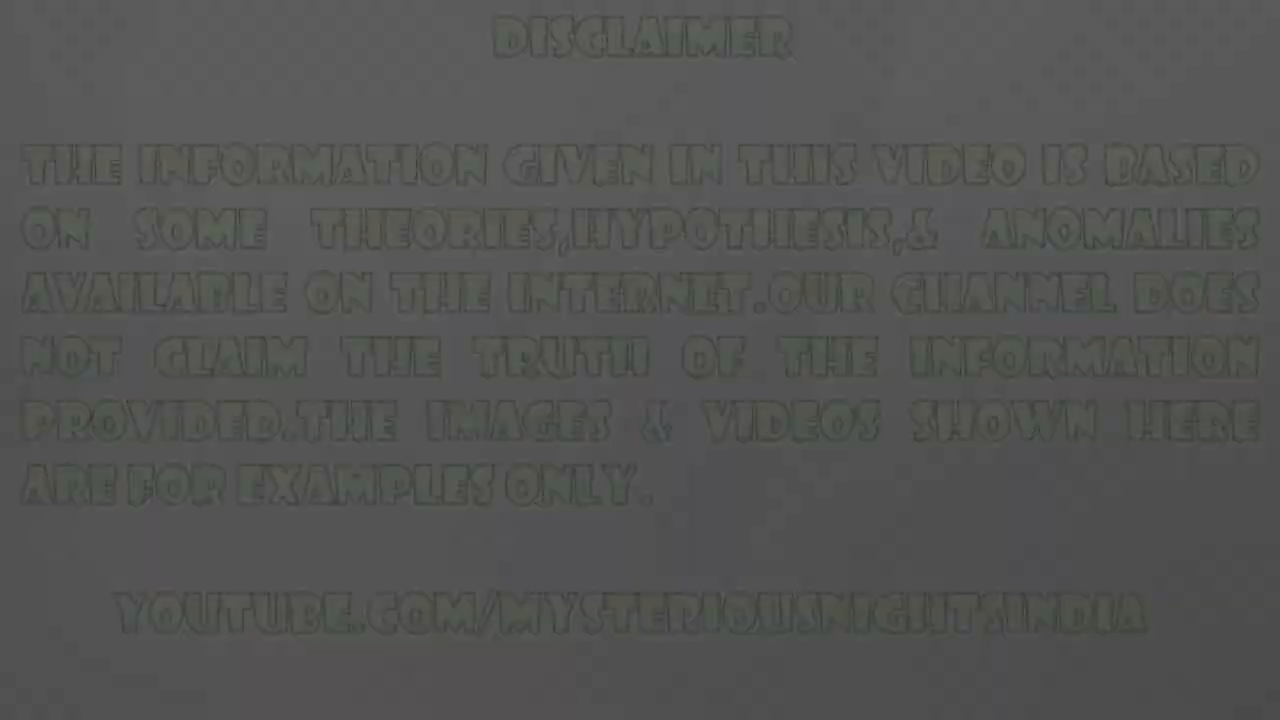 DISCLAIMER
THE INFORMATION GIVEN IN THIS VIDEO IS BASED
ON SOME THEORIES,HYPOTHESIS,& ANOMALIES
AVAILABLE ON THE INTERNET.OUR CHANNEL DOES
NOT CLAIM THE TRUTH OF THE INFORMATION
PROVIDED.THE IMAGES & VIDEOS SHOWN HERE
ARE FOR EXAMPLES ONLY.
YOUTUBE.COM/MYSTERIOUSNIGHTSINDIA